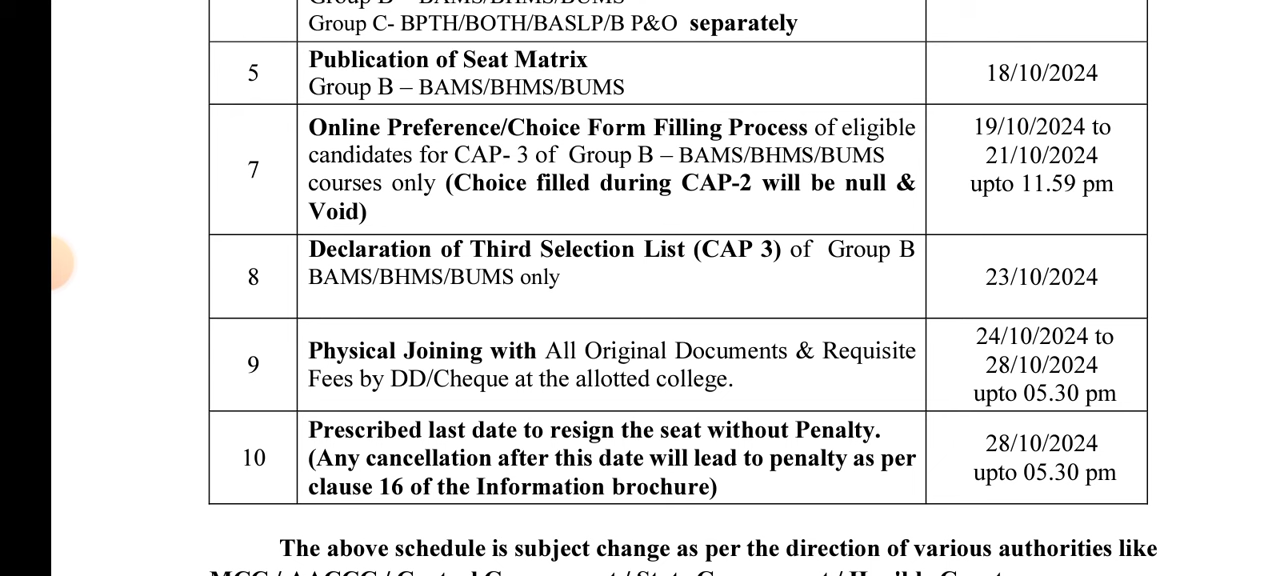 Group B – BAMS/BHMS/BUMS
Group C- BPTH/BOTH/BASLP/B P&O separately
5
Publication of Seat Matrix
Group B – BAMS/BHMS/BUMS
18/10/2024
7
Online Preference/Choice Form Filling Process of eligible
candidates for CAP- 3 of Group B – BAMS/BHMS/BUMS
courses only (Choice filled during CAP-2 will be null &
Void)
19/10/2024 to
21/10/2024
upto 11.59 pm
8
Declaration of Third Selection List (CAP 3) of Group B
BAMS/BHMS/BUMS only
23/10/2024
9
Physical Joining with All Original Documents & Requisite
Fees by DD/Cheque at the allotted college.
24/10/2024 to
28/10/2024
upto 05.30 pm
10
Prescribed last date to resign the seat without Penalty.
(Any cancellation after this date will lead to penalty as per
clause 16 of the Information brochure)
28/10/2024
upto 05.30 pm
The above schedule is subject change as per the direction of various authorities like